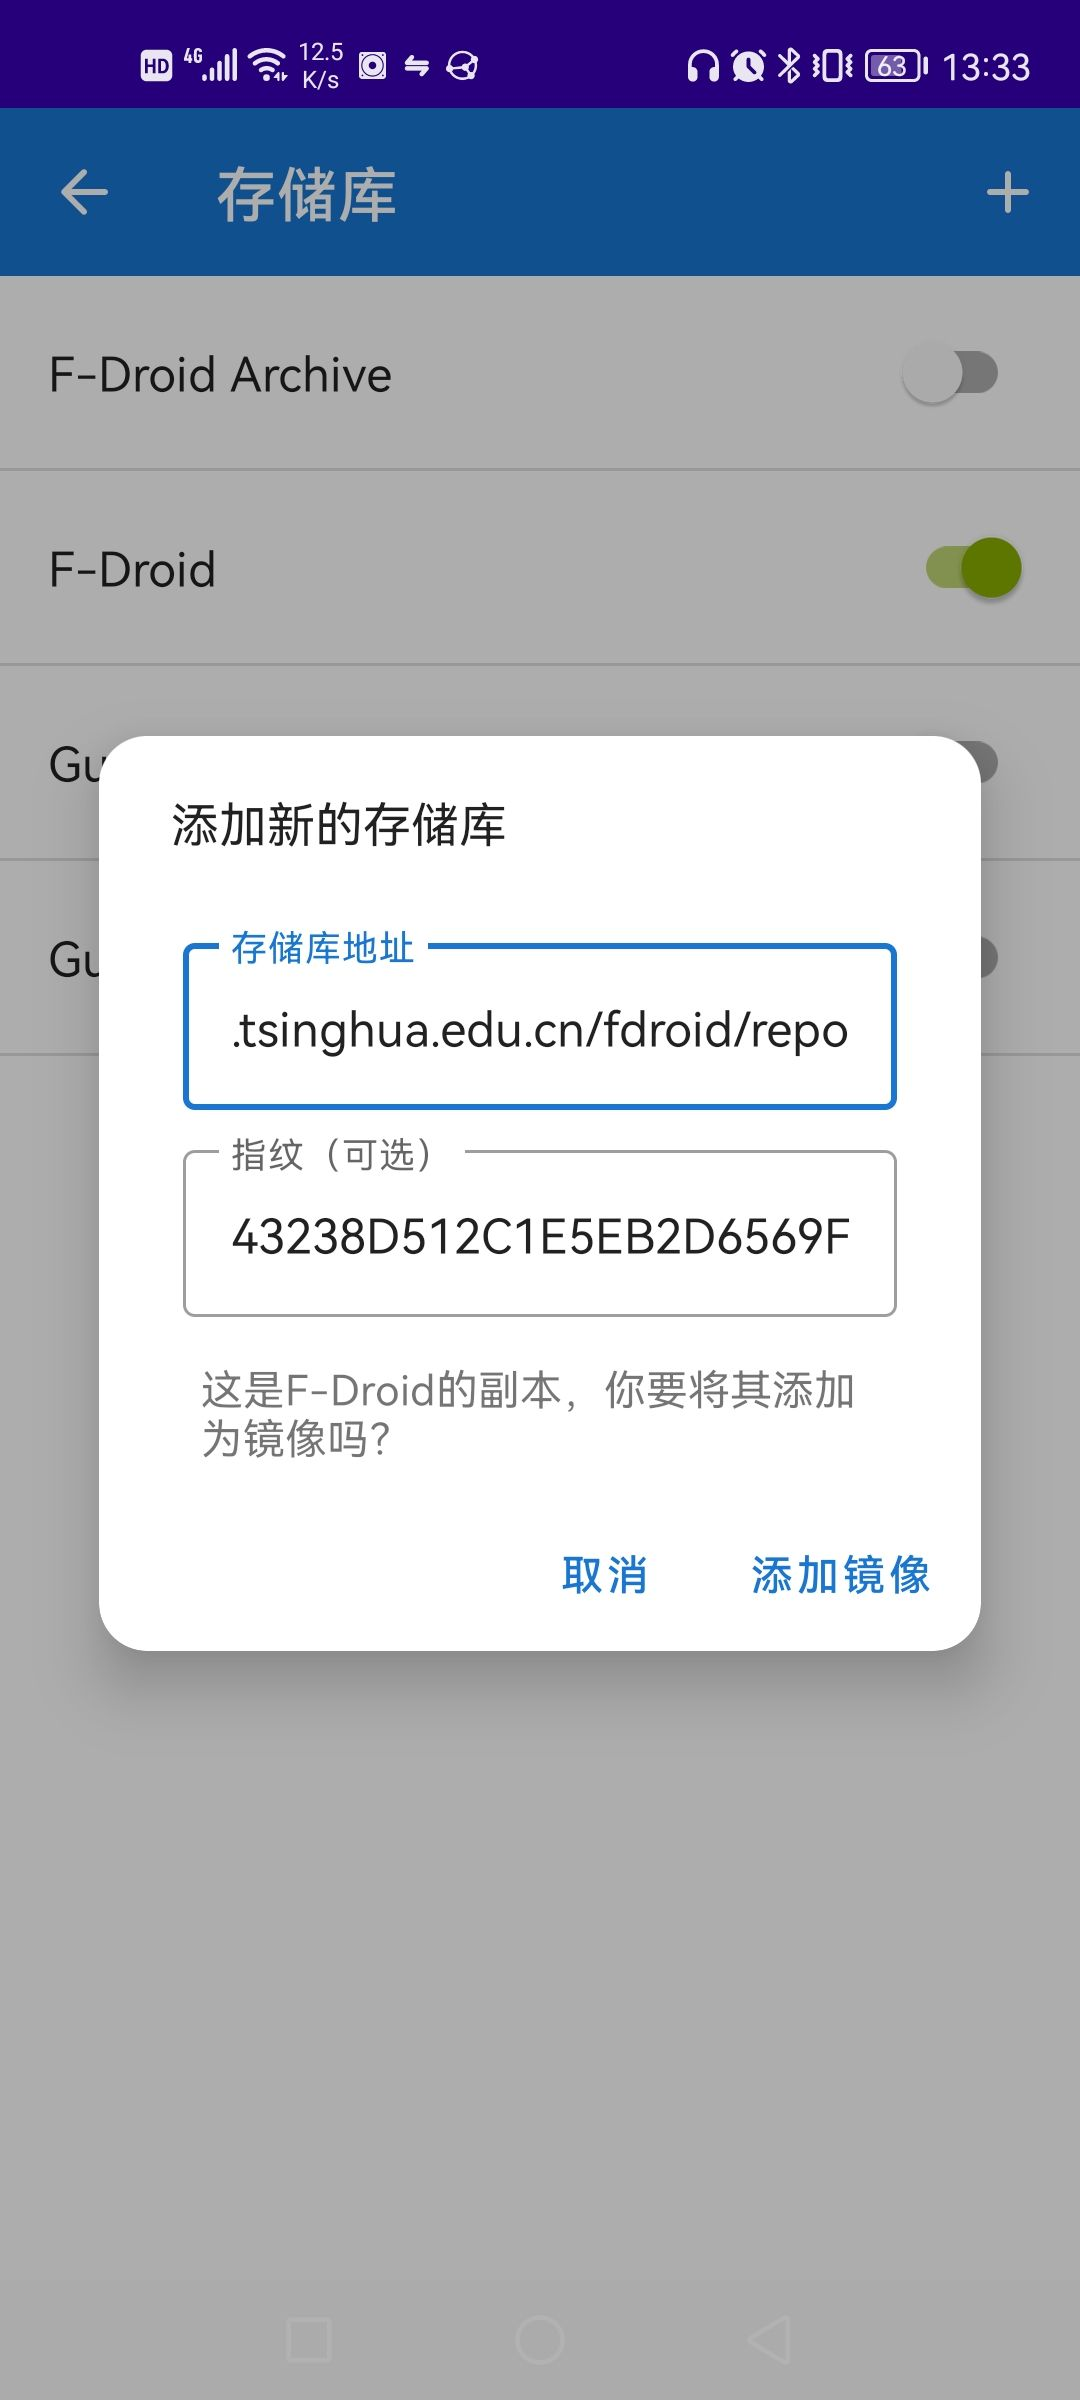 HD 4G 12.5 K/s 63 13:33
存储库
F-Droid Archive
F-Droid
Gu
Gu
添加新的存储库
存储库地址
.tsinghua.edu.cn/fdroid/repo
指纹（可选）
43238D512C1E5EB2D6569F
这是F-Droid的副本，你要将其添加
为镜像吗？
取消 添加镜像